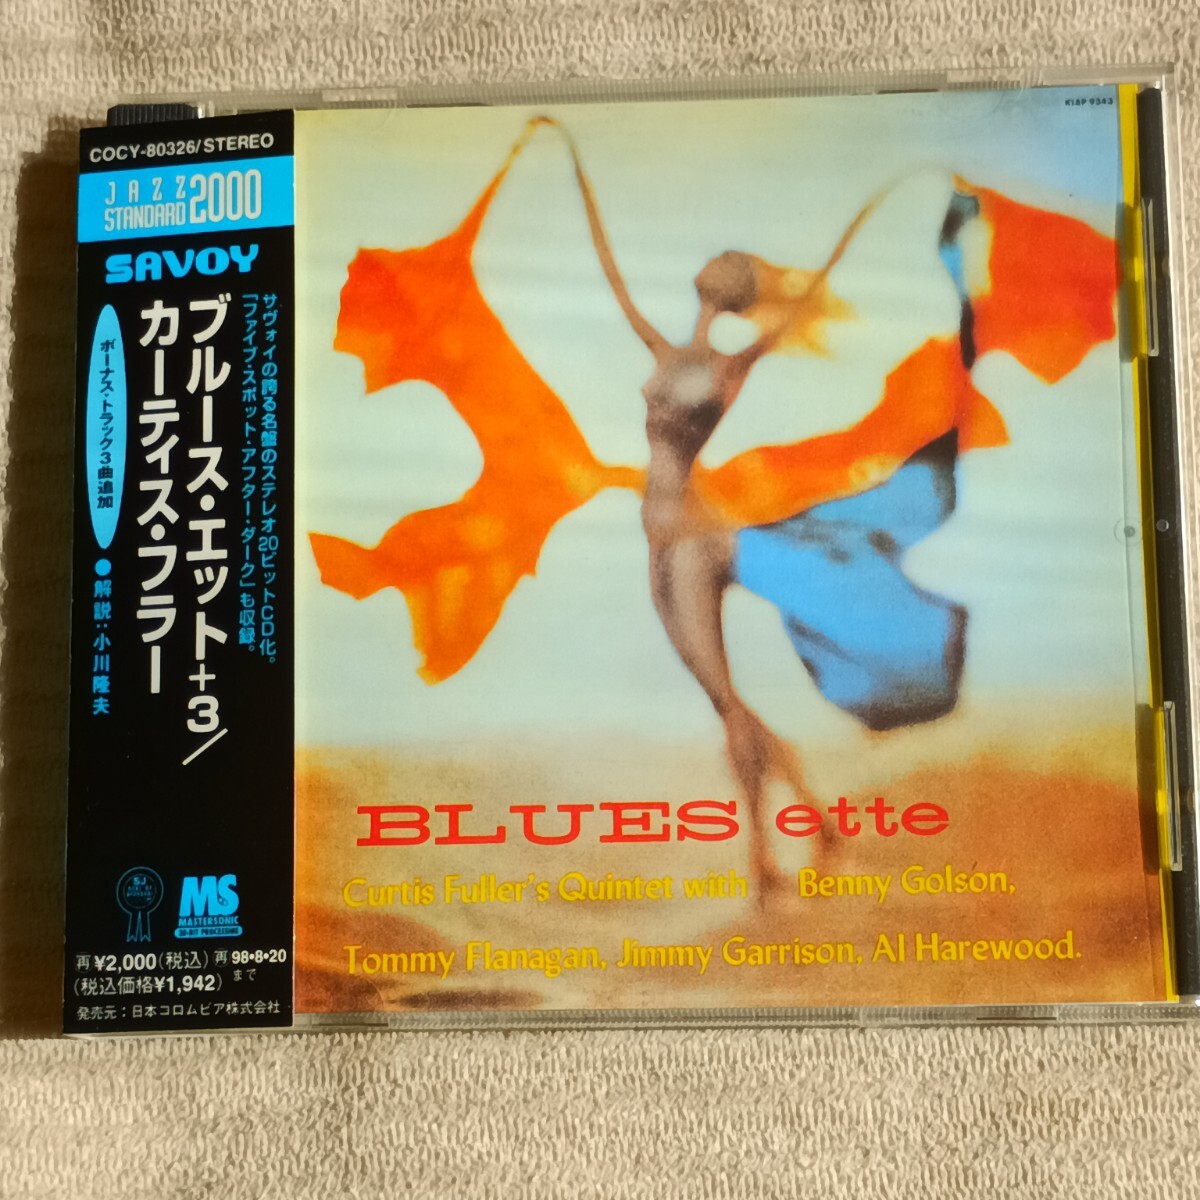 COCY-80326/STEREO
JAZZ
STANDARD 2000
SAVOY
サヴォイの誇る名盤のステレオ20ビットCD化。
「ファイブ・スポット・アフター・ダーク」も収録。
ブルース・エット+3/
カーティス・フラー
ボーナス・トラック3曲追加
●解説:小川隆夫
SJ
MS
MASTERSONIC
20-BIT PROCESSING
再¥2,000(税込) 再98•8•20
(税込価格¥1,942) まで
発売元:日本コロムビア株式会社
K18P 9343
BLUES ette
Curtis Fuller's Quintet with Benny Golson,
Tommy Flanagan, Jimmy Garrison, Al Harewood.